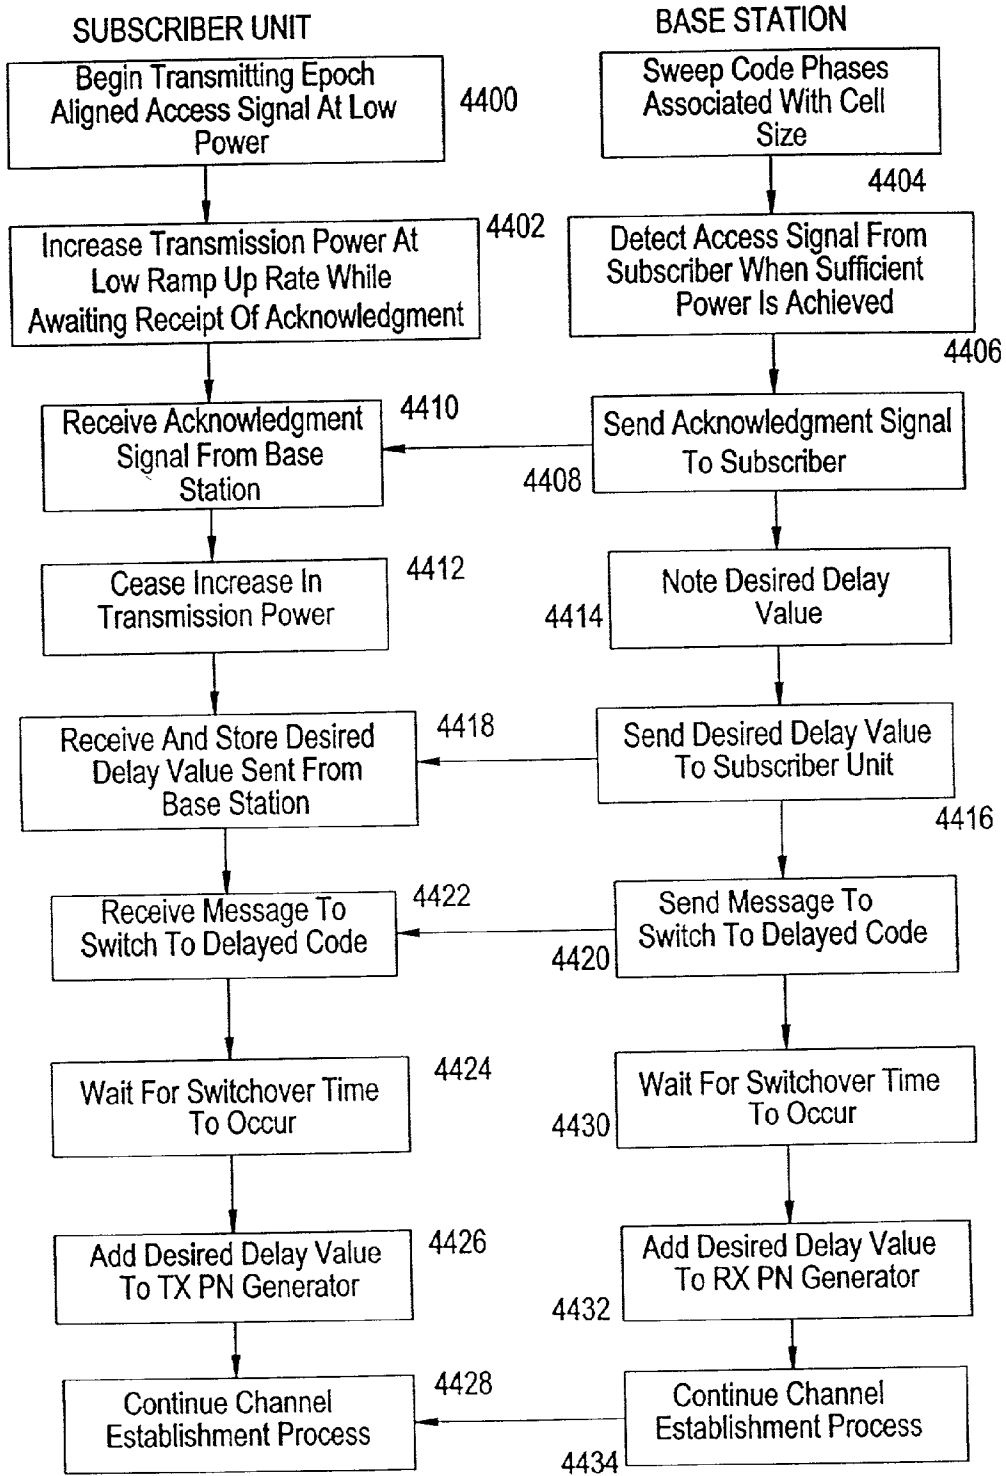 SUBSCRIBER UNIT
BASE STATION
Begin Transmitting Epoch
Aligned Access Signal At Low
Power
4400
Sweep Code Phases
Associated With Cell
Size
4404
Increase Transmission Power At
Low Ramp Up Rate While
Awaiting Receipt Of Acknowledgment
4402
Detect Access Signal From
Subscriber When Sufficient
Power Is Achieved
4406
Receive Acknowledgment
Signal From Base
Station
4410
Send Acknowledgment Signal
To Subscriber
4408
Cease Increase In
Transmission Power
4412
Note Desired Delay
Value
4414
Receive And Store Desired
Delay Value Sent From
Base Station
4418
Send Desired Delay Value
To Subscriber Unit
4416
Receive Message To
Switch To Delayed Code
4422
Send Message To
Switch To Delayed Code
4420
Wait For Switchover Time
To Occur
4424
Wait For Switchover Time
To Occur
4430
Add Desired Delay Value
To TX PN Generator
4426
Add Desired Delay Value
To RX PN Generator
4432
Continue Channel
Establishment Process
4428
Continue Channel
Establishment Process
4434